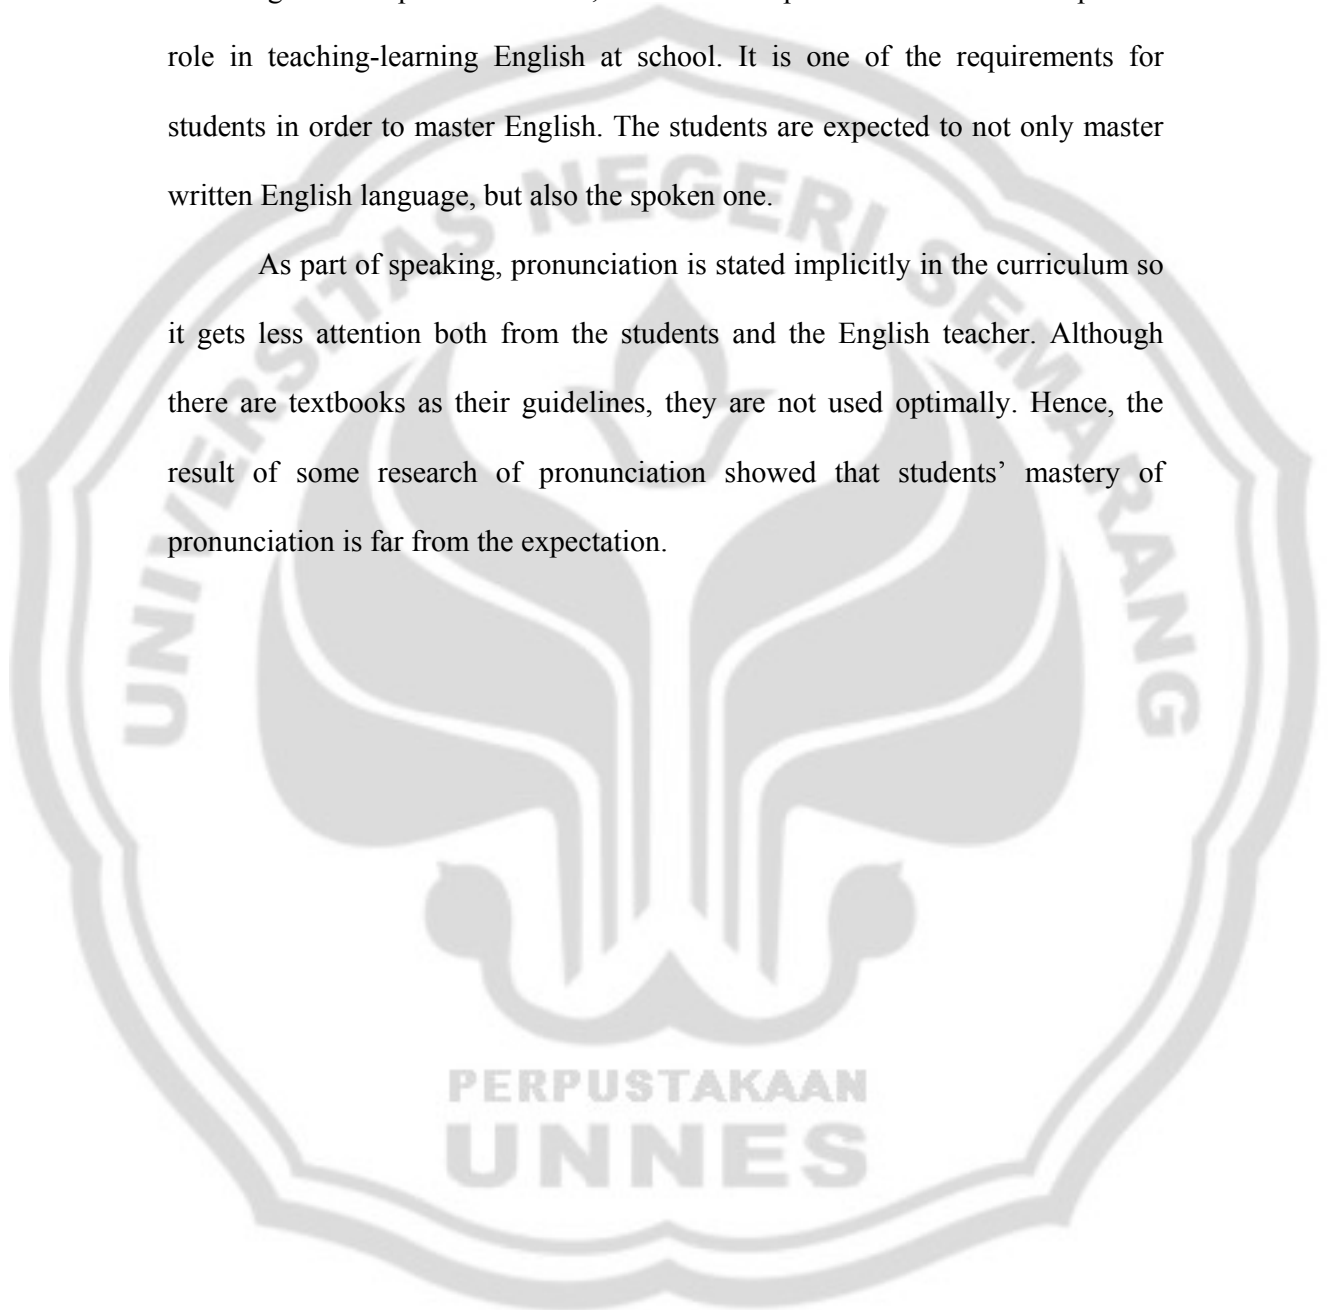 role in teaching-learning English at school. It is one of the requirements for
students in order to master English. The students are expected to not only master
written English language, but also the spoken one.
As part of speaking, pronunciation is stated implicitly in the curriculum so
it gets less attention both from the students and the English teacher. Although
there are textbooks as their guidelines, they are not used optimally. Hence, the
result of some research of pronunciation showed that students’ mastery of
pronunciation is far from the expectation.
UNIVERSITAS NEGERI SEMARANG
PERPUSTAKAAN
UNNES